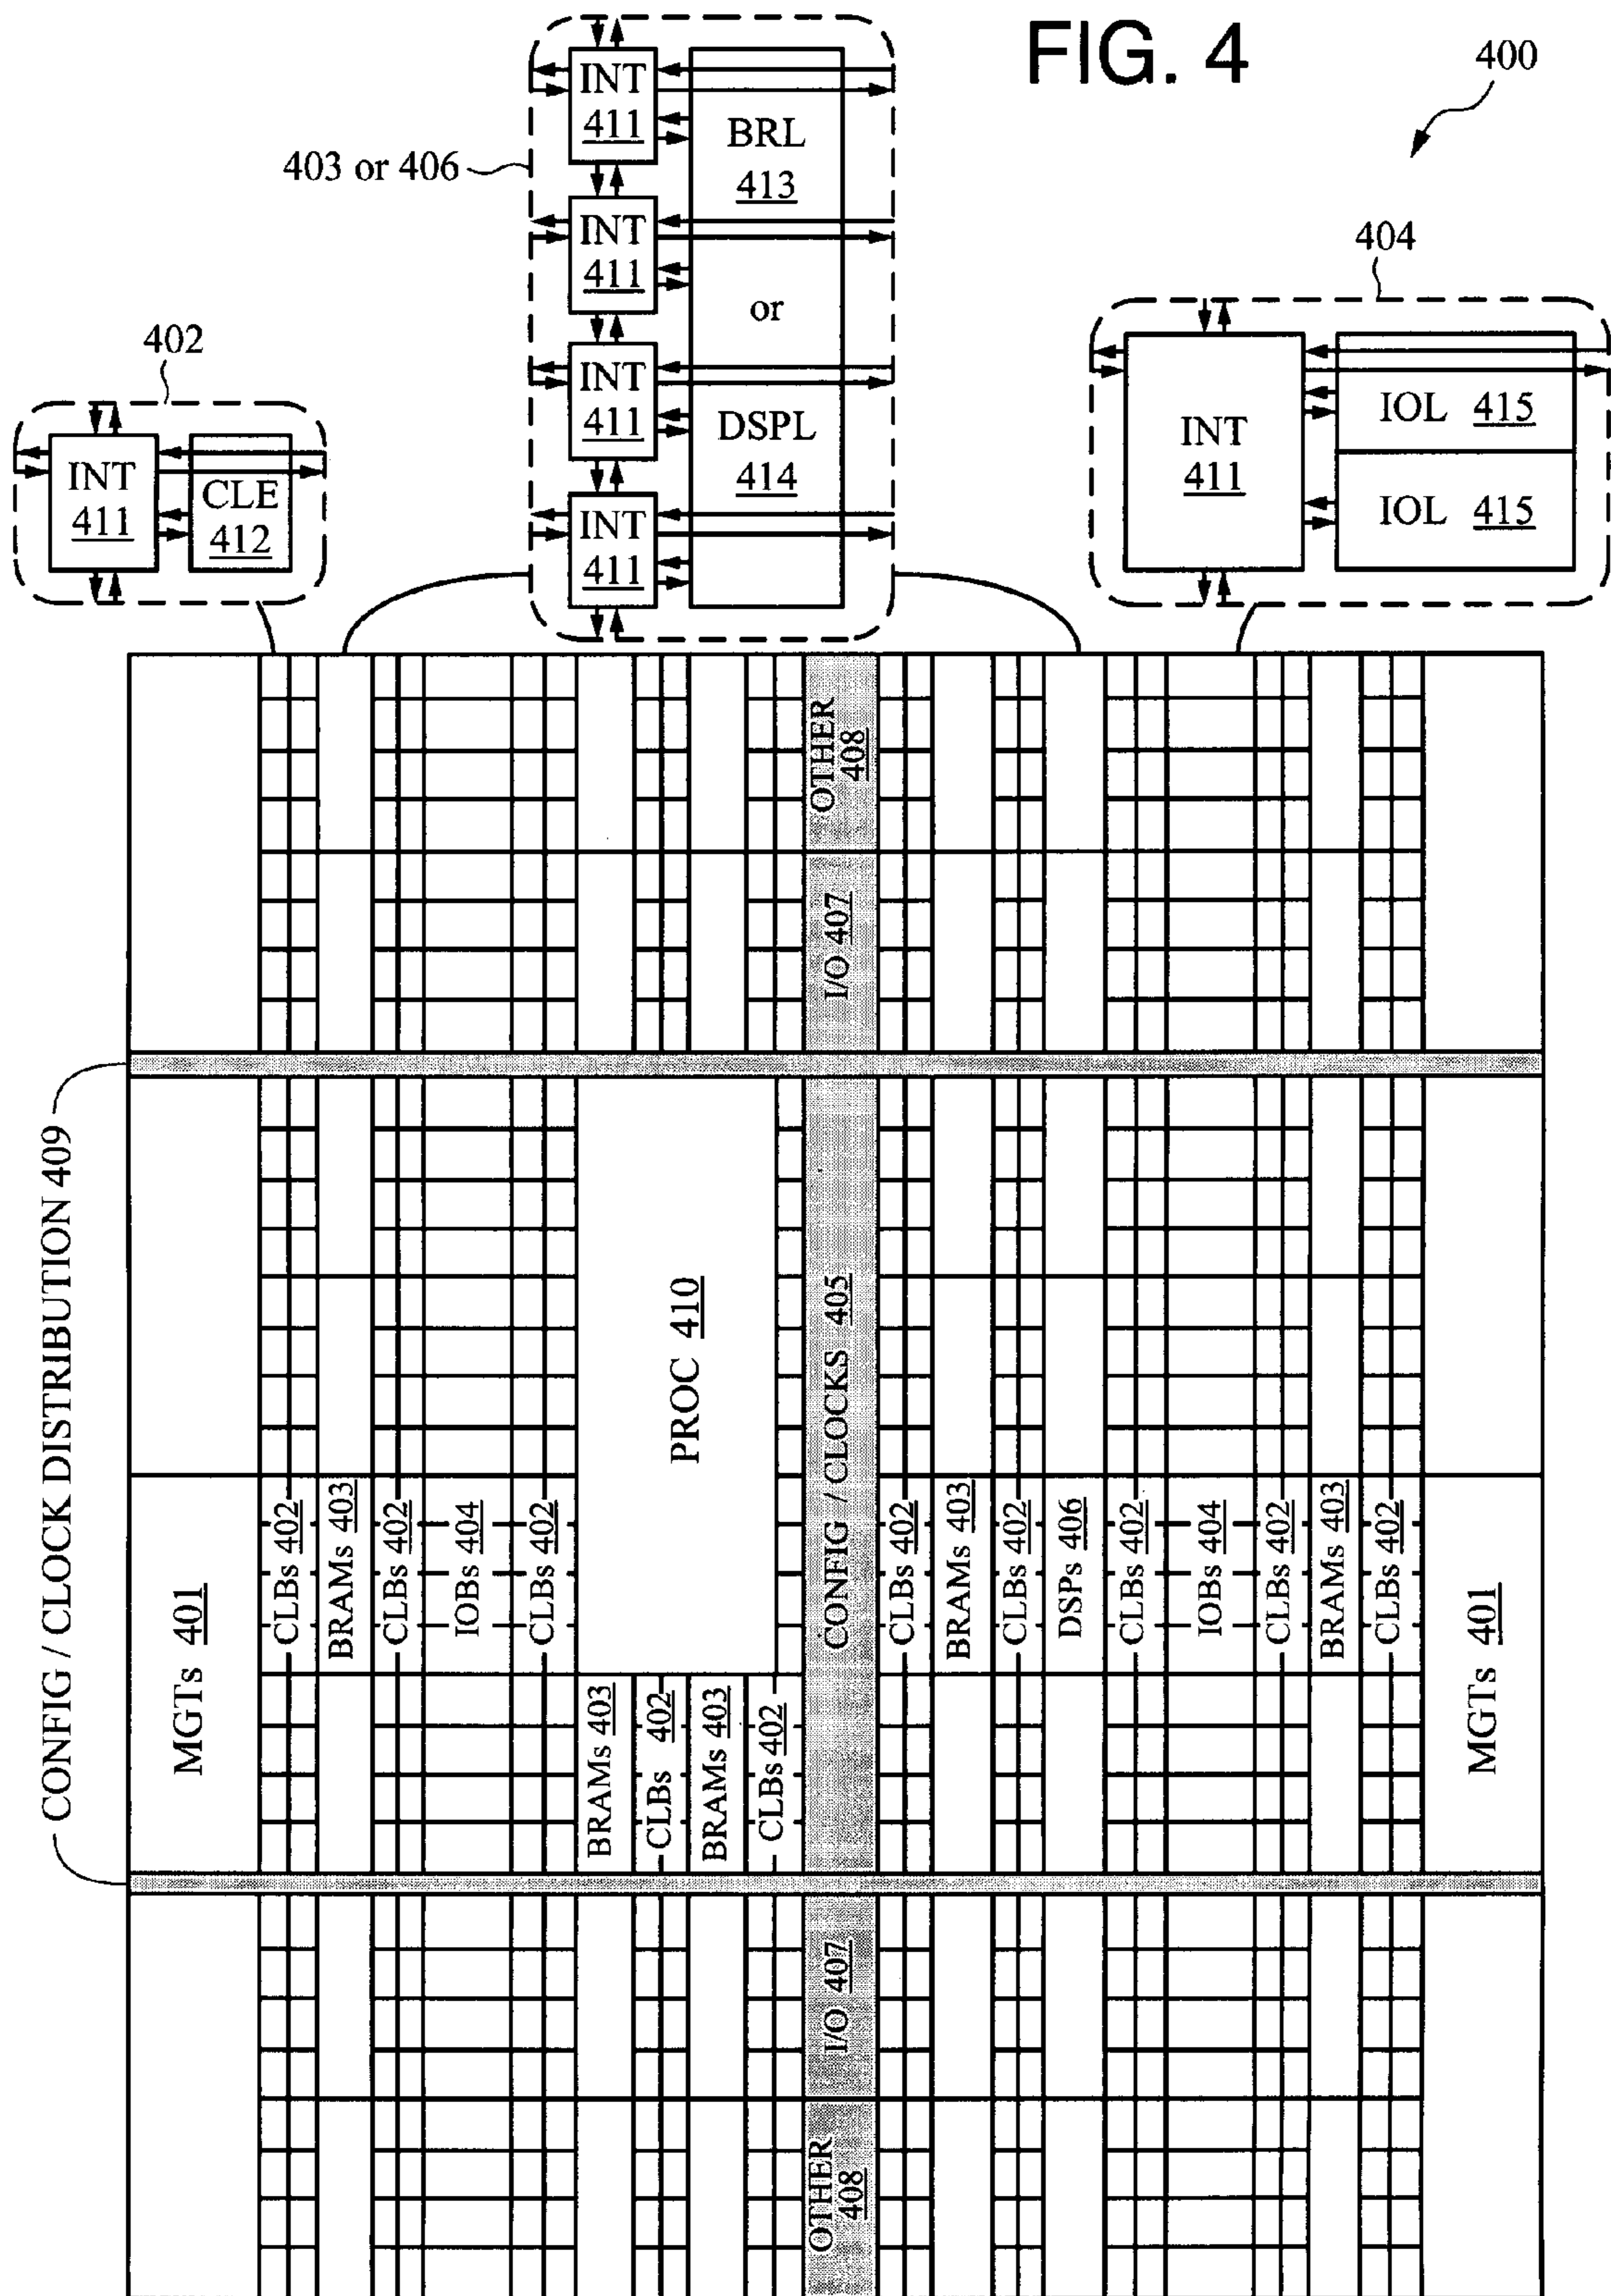 FIG. 4
400
403 or 406
INT
411
INT
411
INT
411
INT
411
BRL
413
or
DSPL
414
404
INT
411
IOL 415
IOL 415
402
INT
411
CLE
412
OTHER
408
I/O 407
CONFIG / CLOCK DISTRIBUTION 409
PROC 410
CONFIG / CLOCKS 405
MGTs 401
CLBs 402
BRAMs 403
CLBs 402
IOBs 404
CLBs 402
BRAMs 403
CLBs 402
BRAMs 403
CLBs 402
CLBs 402
BRAMs 403
CLBs 402
DSPs 406
CLBs 402
IOBs 404
CLBs 402
BRAMs 403
CLBs 402
MGTs 401
I/O 407
OTHER
408